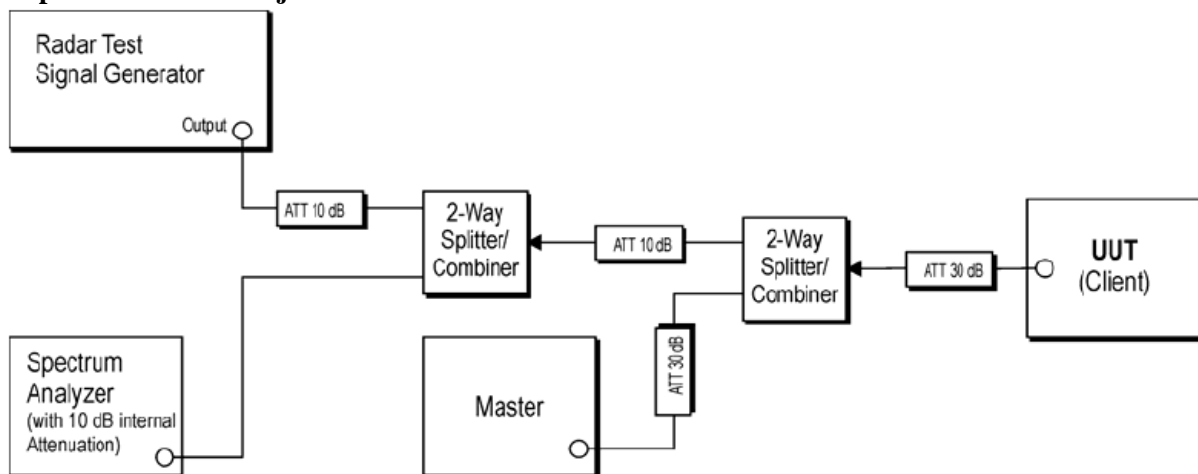 Radar Test
Signal Generator
Output
ATT 10 dB
2-Way
Splitter/
Combiner
ATT 10 dB
2-Way
Splitter/
Combiner
ATT 30 dB
UUT
(Client)
Spectrum
Analyzer
(with 10 dB internal
Attenuation)
Master
ATT 30 dB